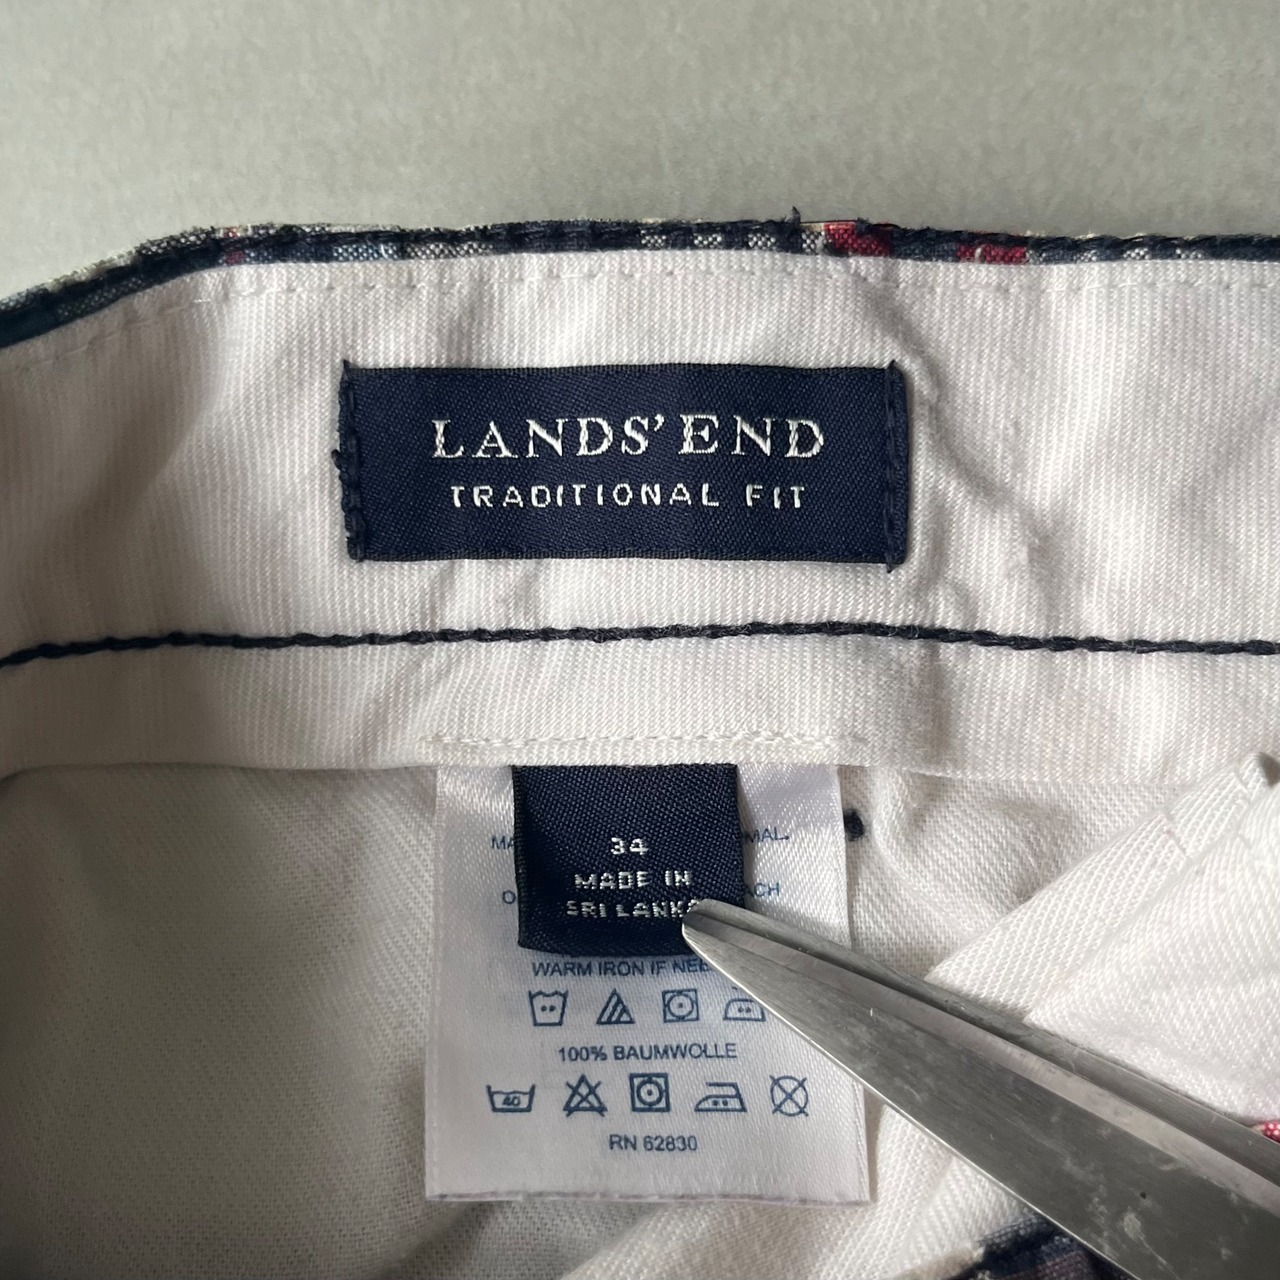 LANDS' END
TRADITIONAL FIT
34
MADE IN
SRI LANKA
WARM IRON IF
100% BAUMWOLLE
40
RN 62830